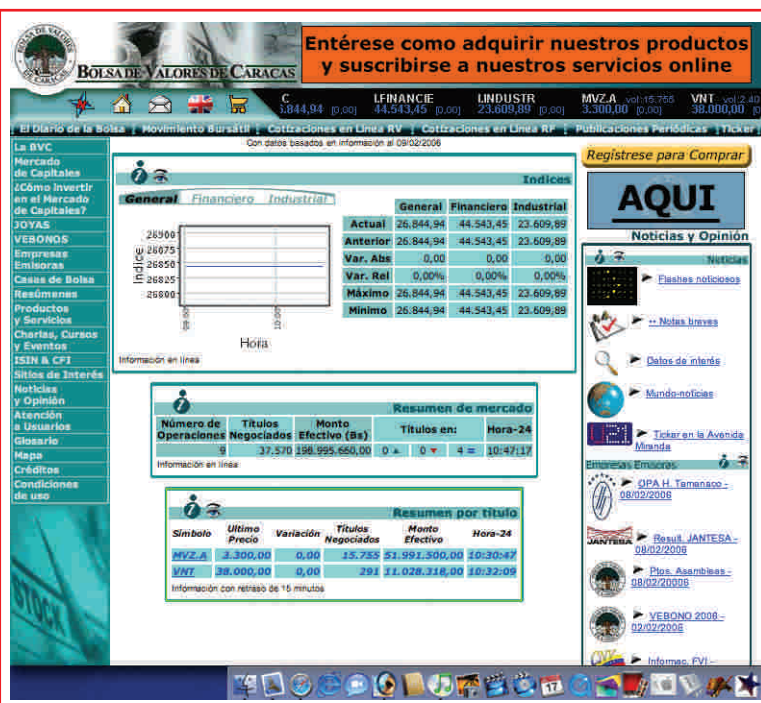 BOLSA DE VALORES DE CARACAS
Entérese como adquirir nuestros productos
y suscribirse a nuestros servicios online
C
LFINANCIE
LINDUSTR
MVZ.A vol:15.755
VNT
44.543,45 [0,00]
23.609,89 [0,00]
3.300,00 [0,00]
38.000,00
El Diario de la Bolsa | Movimiento Bursátil | Cotizaciones en Línea RV | Cotizaciones en Línea RF | Publicaciones Periódicas | Ticker
Con datos basados en información al 09/02/2006
La BVC
Mercado
de Capitales
¿Cómo Invertir
en el Mercado
de Capitales?
JOYAS
VEBONOS
Empresas
Emisoras
Casas de Bolsa
Resúmenes
Productos
y Servicios
Charlas, Cursos
y Eventos
ISIN & CFI
Sitios de Interés
Noticias
y Opinión
Atención
a Usuarios
Glosario
Mapa
Créditos
Condiciones
de uso
STOCK
Indices
General Financiero Industrial
26900
26875
26850
26825
26800
Indice
Hora
Información en línea
General Financiero Industrial
Actual 26.844,94 44.543,45 23.609,89
Anterior 26.844,94 44.543,45 23.609,89
Var. Abs 0,00 0,00 0,00
Var. Rel 0,00% 0,00% 0,00%
Máximo 26.844,94 44.543,45 23.609,89
Mínimo 26.844,94 44.543,45 23.609,89
Resumen de mercado
Número de Operaciones Títulos Negociados Monto Efectivo (Bs) Títulos en: Hora-24
9 37.570 198.995.660,00 0 ▲ 0 ▼ 4 = 10:47:17
Información en línea
Resumen por título
Símbolo Ultimo Precio Variación Títulos Negociados Monto Efectivo Hora-24
MVZ.A 3.300,00 0,00 15.755 51.991.500,00 10:30:47
VNT 38.000,00 0,00 291 11.028.318,00 10:32:09
Información con retraso de 15 minutos
Regístrese para Comprar
AQUI
Noticias y Opinión
Noticias
Flashes noticiosos
Notas breves
Datos de interés
Mundo-noticias
Ticker en la Avenida
Miranda
Empresas Emisoras
OPA H. Tamanaco -
08/02/2006
JANTESA
Result. JANTESA -
08/02/2006
Ptos. Asambleas -
08/02/20006
VEBONO 2006 -
02/02/2006
Informac. FVI -
17